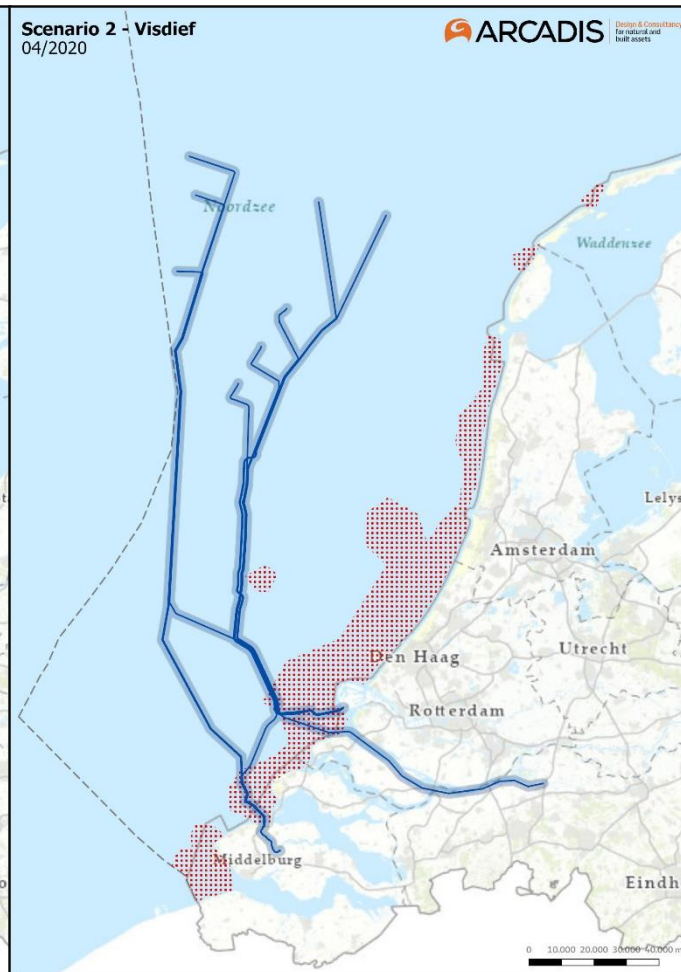 Scenario 2 - Visdief
04/2020
ARCADIS
Design & Consultancy
for natural and
built assets
Noordzee
Waddenzee
Lelys
Amsterdam
Utrecht
Den Haag
Rotterdam
Middelburg
Eindh
0 10.000 20.000 30.000 40.000 m